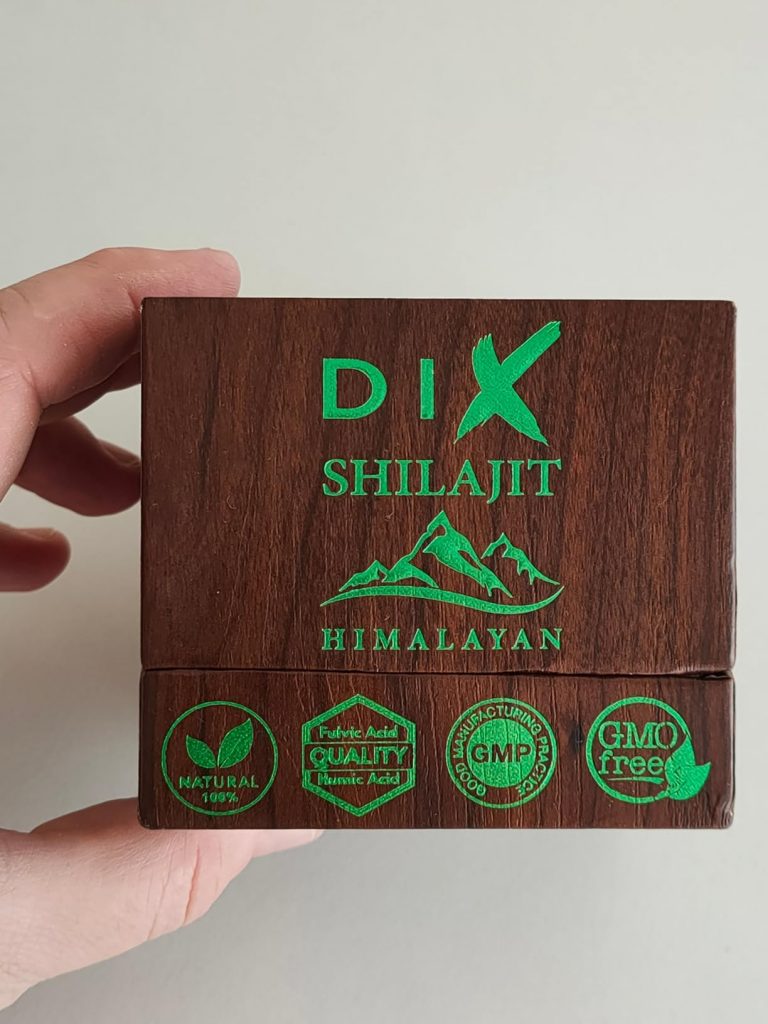 DIX
SHILAJIT
HIMALAYAN
NATURAL
100%
Fulvic Acid
QUALITY
Humic Acid
GOOD MANUFACTURING PRACTICE
GMP
GMO
free